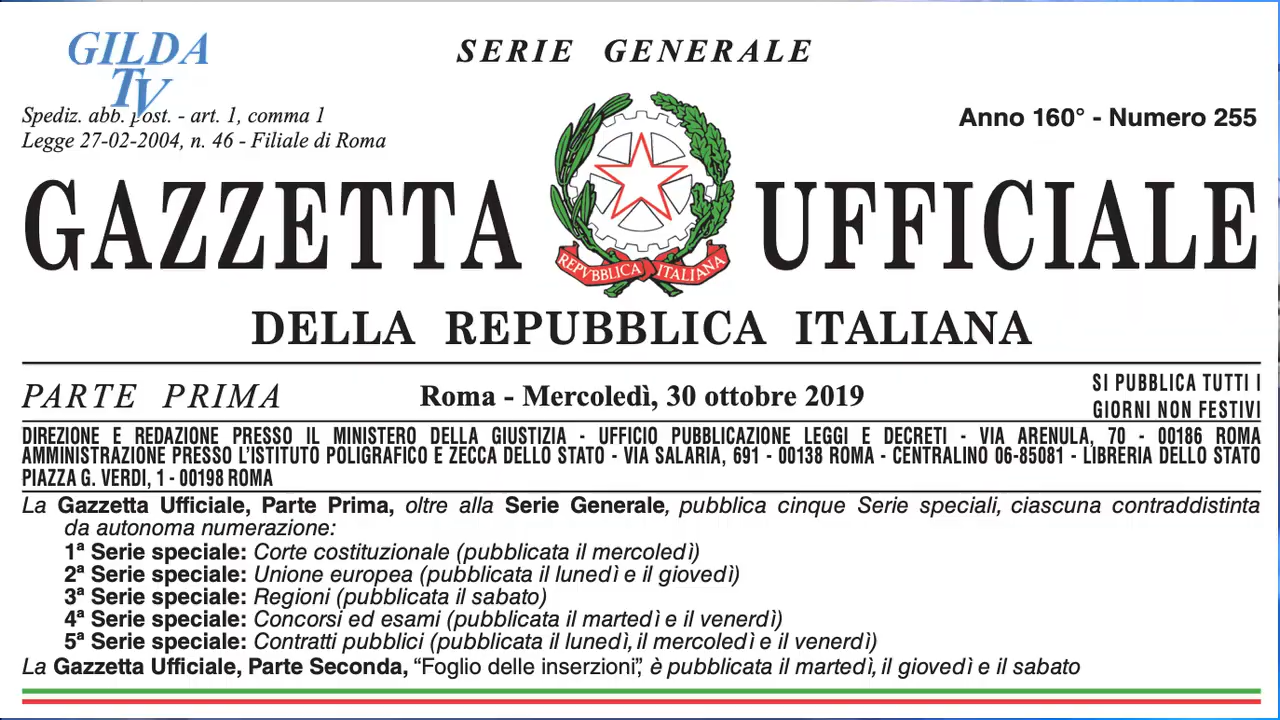 GILDA
TV
SERIE GENERALE
Spediz. abb. post. - art. 1, comma 1
Legge 27-02-2004, n. 46 - Filiale di Roma
Anno 160° - Numero 255
GAZZETTA UFFICIALE
REPVBBLICA ITALIANA
DELLA REPUBBLICA ITALIANA
PARTE PRIMA
Roma - Mercoledì, 30 ottobre 2019
SI PUBBLICA TUTTI I
GIORNI NON FESTIVI
DIREZIONE E REDAZIONE PRESSO IL MINISTERO DELLA GIUSTIZIA - UFFICIO PUBBLICAZIONE LEGGI E DECRETI - VIA ARENULA, 70 - 00186 ROMA
AMMINISTRAZIONE PRESSO L'ISTITUTO POLIGRAFICO E ZECCA DELLO STATO - VIA SALARIA, 691 - 00138 ROMA - CENTRALINO 06-85081 - LIBRERIA DELLO STATO
PIAZZA G. VERDI, 1 - 00198 ROMA
La Gazzetta Ufficiale, Parte Prima, oltre alla Serie Generale, pubblica cinque Serie speciali, ciascuna contraddistinta
da autonoma numerazione:
1ª Serie speciale: Corte costituzionale (pubblicata il mercoledì)
2ª Serie speciale: Unione europea (pubblicata il lunedì e il giovedì)
3ª Serie speciale: Regioni (pubblicata il sabato)
4ª Serie speciale: Concorsi ed esami (pubblicata il martedì e il venerdì)
5ª Serie speciale: Contratti pubblici (pubblicata il lunedì, il mercoledì e il venerdì)
La Gazzetta Ufficiale, Parte Seconda, “Foglio delle inserzioni”, è pubblicata il martedì, il giovedì e il sabato